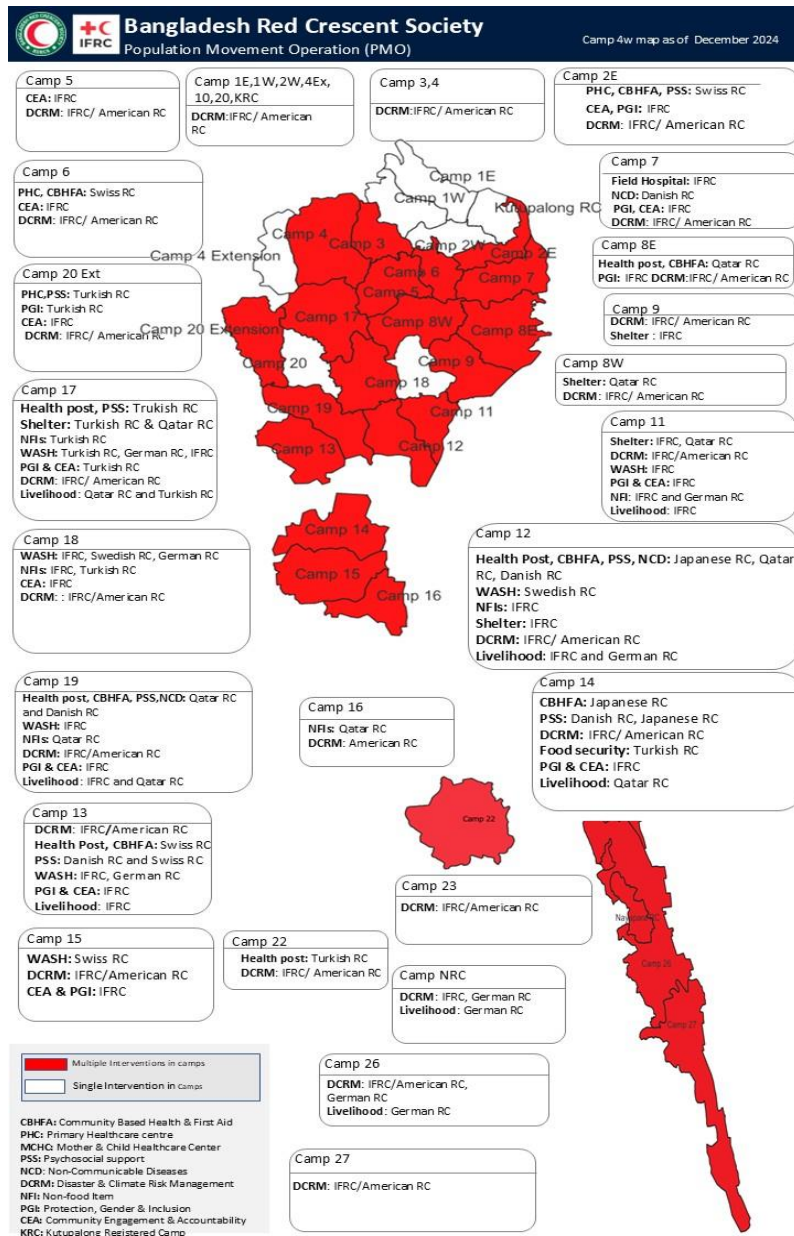 Bangladesh Red Crescent Society
IFRC
Population Movement Operation (PMO)
Camp 4w map as of December 2024
Camp 5
CEA: IFRC
DCRM: IFRC/ American RC
Camp 1E,1W,2W,4Ex,
10,20,KRC
DCRM:IFRC/ American
RC
Camp 3,4
DCRM:IFRC/ American RC
Camp 2E
PHC, CBHFA, PSS: Swiss RC
CEA, PGI: IFRC
DCRM: IFRC/ American RC
Camp 6
PHC, CBHFA: Swiss RC
CEA: IFRC
DCRM: IFRC/ American RC
Camp 7
Field Hospital: IFRC
NCD: Danish RC
PGI, CEA: IFRC
DCRM: IFRC/ American RC
Camp 8E
Health post, CBHFA: Qatar RC
PGI: IFRC DCRM:IFRC/ American RC
Camp 20 Ext
PHC,PSS: Turkish RC
PGI: Turkish RC
CEA: IFRC
DCRM: IFRC/ American RC
Camp 9
DCRM: IFRC/ American RC
Shelter : IFRC
Camp 8W
Shelter: Qatar RC
DCRM: IFRC/ American RC
Camp 17
Health post, PSS: Trukish RC
Shelter: Turkish RC & Qatar RC
NFIs: Turkish RC
WASH: Turkish RC, German RC, IFRC
PGI & CEA: Turkish RC
DCRM: IFRC/ American RC
Livelihood: Qatar RC and Turkish RC
Camp 11
Shelter: IFRC, Qatar RC
DCRM: IFRC/American RC
WASH: IFRC
PGI & CEA: IFRC
NFI: IFRC and German RC
Livelihood: IFRC
Camp 1E
Camp 1W
Kutupalong RC
Camp 4
Camp 3
Camp 2W
Camp 2E
Camp 4 Extension
Camp 6
Camp 7
Camp 5
Camp 17
Camp 8W
Camp 8E
Camp 20 Extension
Camp 20
Camp 9
Camp 18
Camp 19
Camp 11
Camp 13
Camp 12
Camp 14
Camp 15
Camp 16
Camp 18
WASH: IFRC, Swedish RC, German RC
NFIs: IFRC, Turkish RC
CEA: IFRC
DCRM: : IFRC/American RC
Camp 12
Health Post, CBHFA, PSS, NCD: Japanese RC, Qatar
RC, Danish RC
WASH: Swedish RC
NFIs: IFRC
Shelter: IFRC
DCRM: IFRC/ American RC
Livelihood: IFRC and German RC
Camp 19
Health post, CBHFA, PSS,NCD: Qatar RC
and Danish RC
WASH: IFRC
NFIs: Qatar RC
DCRM: IFRC/American RC
PGI & CEA: IFRC
Livelihood: IFRC and Qatar RC
Camp 16
NFIs: Qatar RC
DCRM: American RC
Camp 14
CBHFA: Japanese RC
PSS: Danish RC, Japanese RC
DCRM: IFRC/ American RC
Food security: Turkish RC
PGI & CEA: IFRC
Livelihood: Qatar RC
Camp 13
DCRM: IFRC/American RC
Health Post, CBHFA: Swiss RC
PSS: Danish RC and Swiss RC
WASH: IFRC, German RC
PGI & CEA: IFRC
Livelihood: IFRC
Camp 22
Camp 23
DCRM: IFRC/American RC
Camp 15
WASH: Swiss RC
DCRM: IFRC/American RC
CEA & PGI: IFRC
Camp 22
Health post: Turkish RC
DCRM: IFRC/ American RC
Camp NRC
DCRM: IFRC, German RC
Livelihood: German RC
Nayapara RC
Camp 26
Camp 27
Camp 26
DCRM: IFRC/American RC,
German RC
Livelihood: German RC
Camp 27
DCRM: IFRC/American RC
Multiple Interventions in camps
Single Intervention in Camps
CBHFA: Community Based Health & First Aid
PHC: Primary Healthcare centre
MCHC: Mother & Child Healthcare Center
PSS: Psychosocial support
NCD: Non-Communicable Diseases
DCRM: Disaster & Climate Risk Management
NFI: Non-food Item
PGI: Protection, Gender & Inclusion
CEA: Community Engagement & Accountability
KRC: Kutupalong Registered Camp